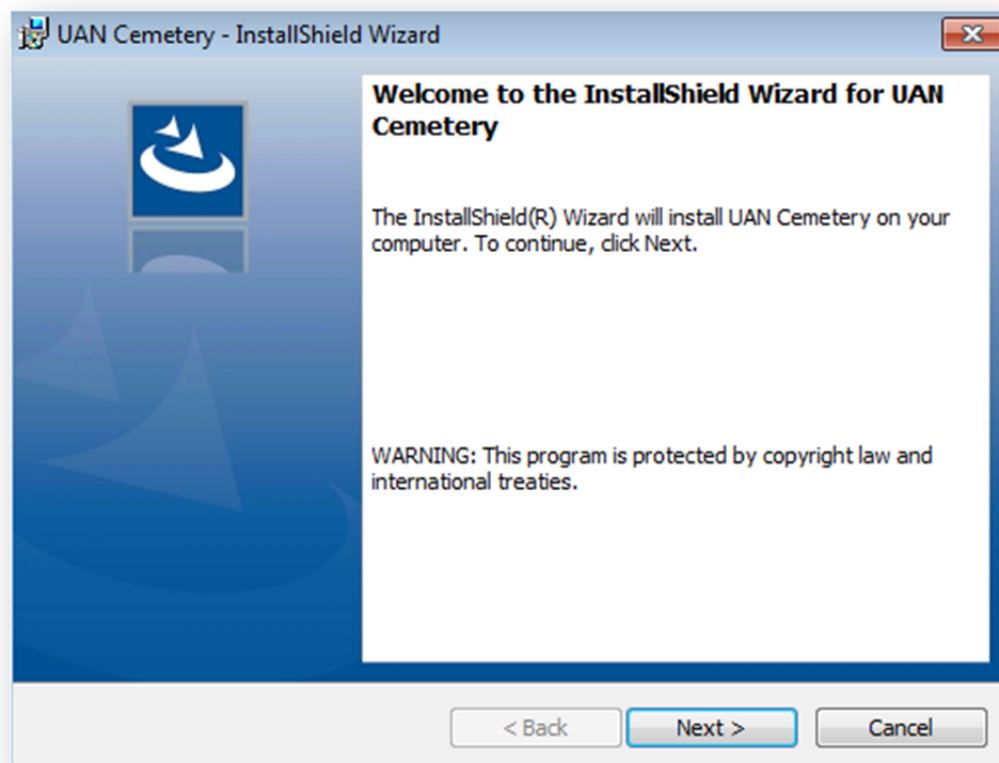 UAN Cemetery - InstallShield Wizard
Welcome to the InstallShield Wizard for UAN
Cemetery
The InstallShield(R) Wizard will install UAN Cemetery on your
computer. To continue, click Next.
WARNING: This program is protected by copyright law and
international treaties.
< Back
Next >
Cancel